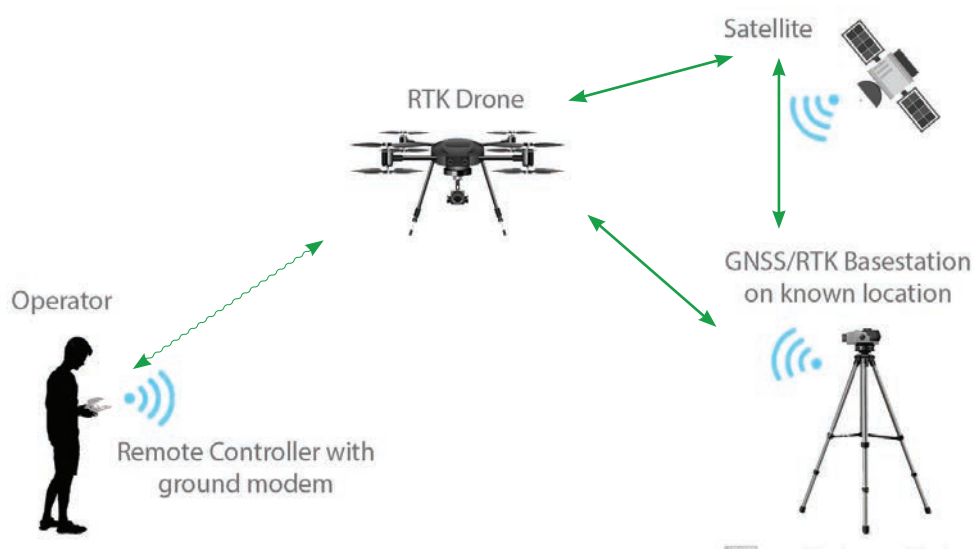 Satellite
RTK Drone
GNSS/RTK Basestation
on known location
Operator
Remote Controller with
ground modem